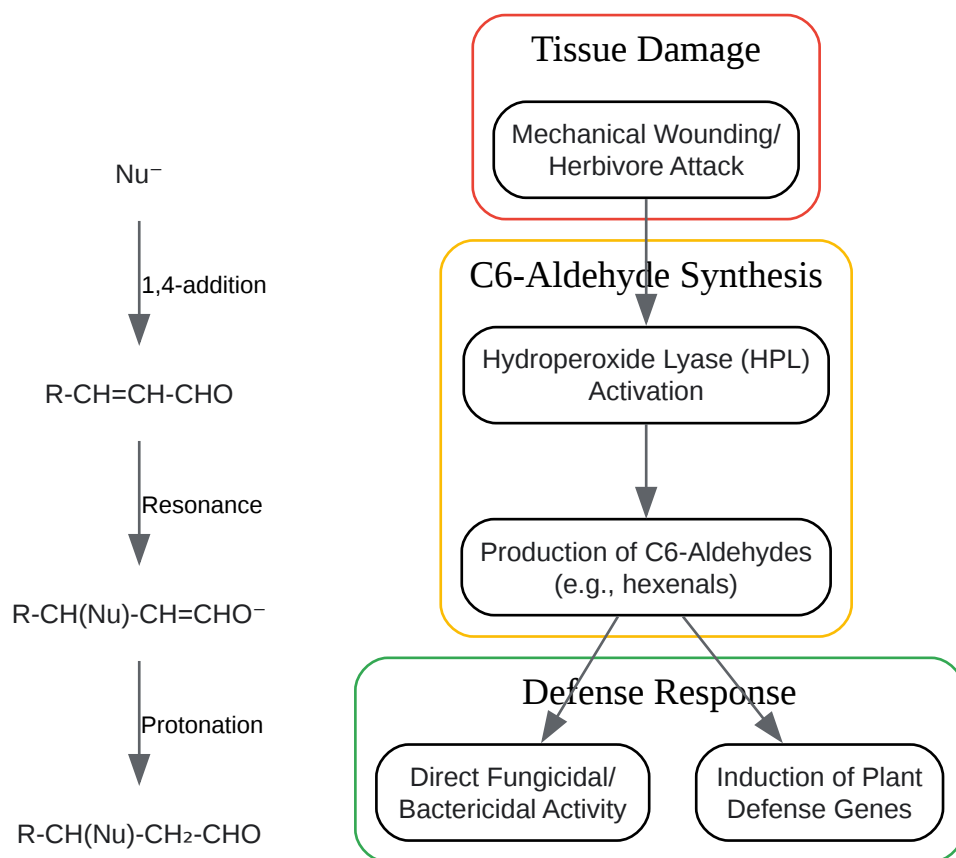 Nu⁻
1,4-addition
R-CH=CH-CHO
Resonance
R-CH(Nu)-CH=CHO⁻
Protonation
R-CH(Nu)-CH₂-CHO
Tissue Damage
Mechanical Wounding/
Herbivore Attack
C6-Aldehyde Synthesis
Hydroperoxide Lyase (HPL)
Activation
Production of C6-Aldehydes
(e.g., hexenals)
Defense Response
Direct Fungicidal/
Bactericidal Activity
Induction of Plant
Defense Genes